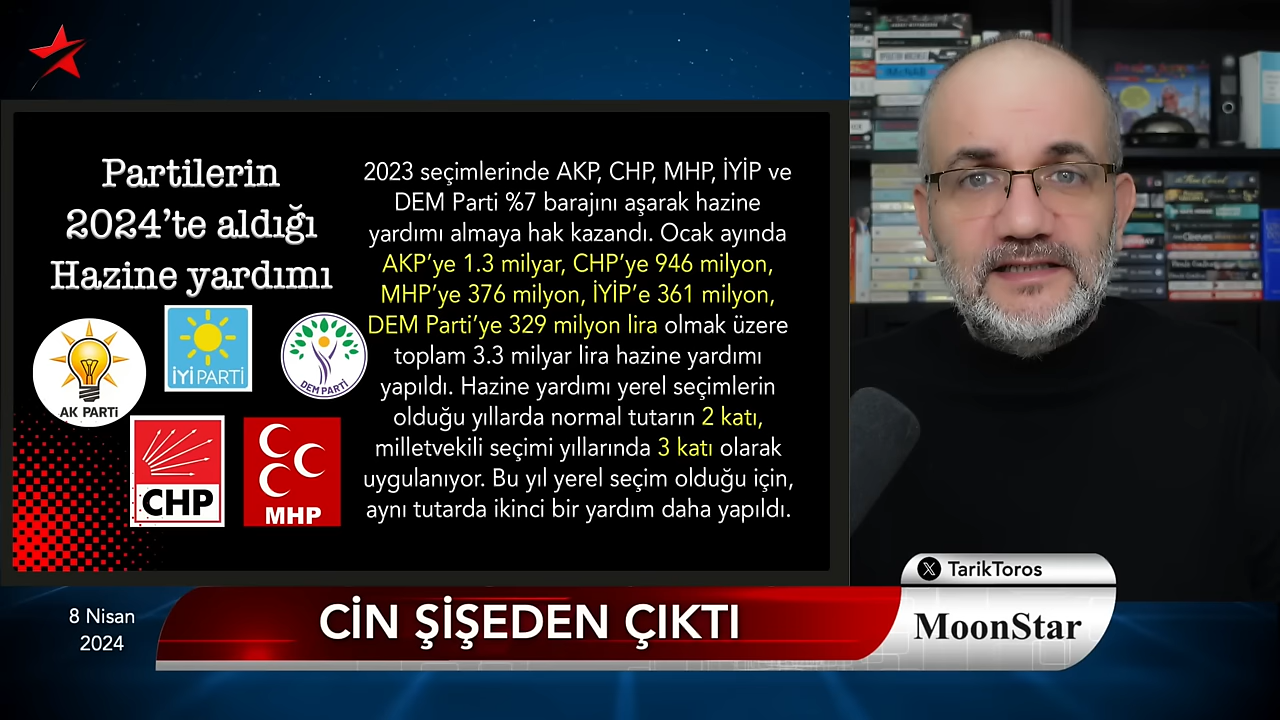 Partilerin
2024’te aldığı
Hazine yardımı
AK PARTİ
İYİ PARTİ
DEM PARTİ
CHP
MHP
2023 seçimlerinde AKP, CHP, MHP, İYİP ve
DEM Parti %7 barajını aşarak hazine
yardımı almaya hak kazandı. Ocak ayında
AKP’ye 1.3 milyar, CHP’ye 946 milyon,
MHP’ye 376 milyon, İYİP’e 361 milyon,
DEM Parti’ye 329 milyon lira olmak üzere
toplam 3.3 milyar lira hazine yardımı
yapıldı. Hazine yardımı yerel seçimlerin
olduğu yıllarda normal tutarın 2 katı,
milletvekili seçimi yıllarında 3 katı olarak
uygulanıyor. Bu yıl yerel seçim olduğu için,
aynı tutarda ikinci bir yardım daha yapıldı.
TarikToros
MoonStar
8 Nisan
2024
CİN ŞİŞEDEN ÇIKTI